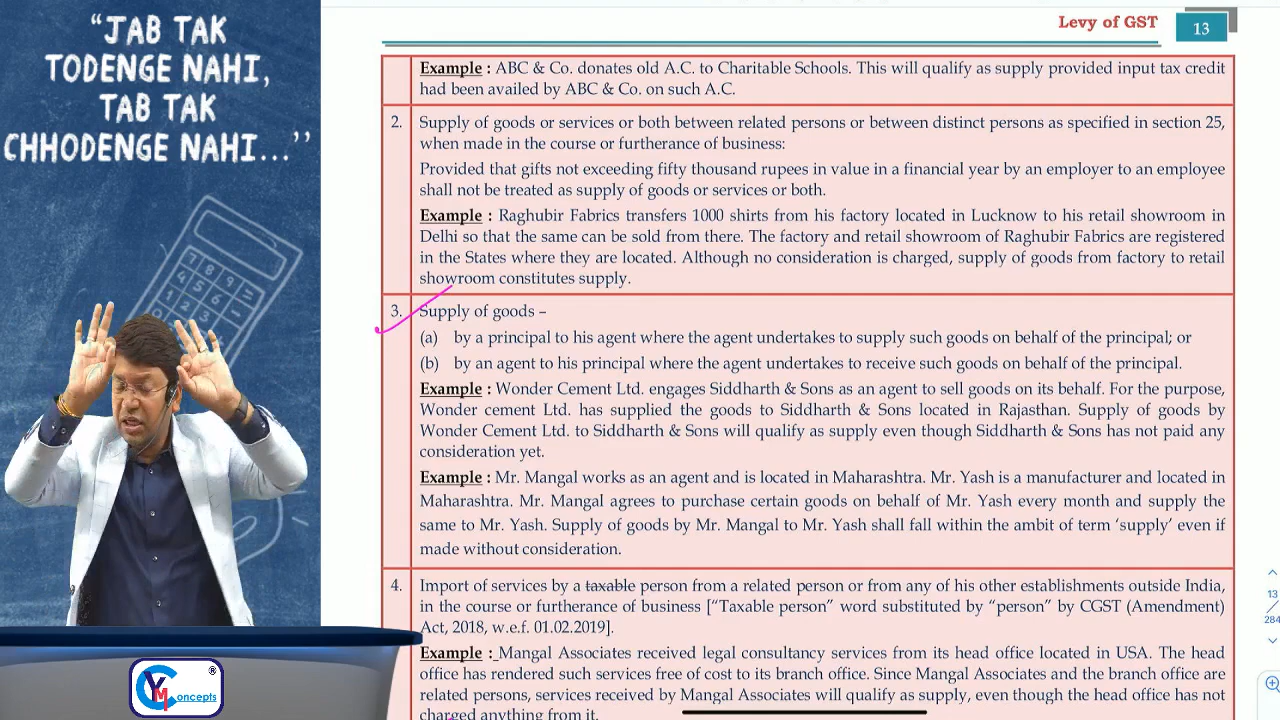 “JAB TAK
TODENGE NAHI,
TAB TAK
CHHODENGE NAHI...’’
Levy of GST
13
Example : ABC & Co. donates old A.C. to Charitable Schools. This will qualify as supply provided input tax credit
had been availed by ABC & Co. on such A.C.
2. Supply of goods or services or both between related persons or between distinct persons as specified in section 25,
when made in the course or furtherance of business:
Provided that gifts not exceeding fifty thousand rupees in value in a financial year by an employer to an employee
shall not be treated as supply of goods or services or both.
Example : Raghubir Fabrics transfers 1000 shirts from his factory located in Lucknow to his retail showroom in
Delhi so that the same can be sold from there. The factory and retail showroom of Raghubir Fabrics are registered
in the States where they are located. Although no consideration is charged, supply of goods from factory to retail
showroom constitutes supply.
3. Supply of goods –
(a) by a principal to his agent where the agent undertakes to supply such goods on behalf of the principal; or
(b) by an agent to his principal where the agent undertakes to receive such goods on behalf of the principal.
Example : Wonder Cement Ltd. engages Siddharth & Sons as an agent to sell goods on its behalf. For the purpose,
Wonder cement Ltd. has supplied the goods to Siddharth & Sons located in Rajasthan. Supply of goods by
Wonder Cement Ltd. to Siddharth & Sons will qualify as supply even though Siddharth & Sons has not paid any
consideration yet.
Example : Mr. Mangal works as an agent and is located in Maharashtra. Mr. Yash is a manufacturer and located in
Maharashtra. Mr. Mangal agrees to purchase certain goods on behalf of Mr. Yash every month and supply the
same to Mr. Yash. Supply of goods by Mr. Mangal to Mr. Yash shall fall within the ambit of term ‘supply’ even if
made without consideration.
4. Import of services by a taxable person from a related person or from any of his other establishments outside India,
in the course or furtherance of business [“Taxable person” word substituted by “person” by CGST (Amendment)
Act, 2018, w.e.f. 01.02.2019].
Example : Mangal Associates received legal consultancy services from its head office located in USA. The head
office has rendered such services free of cost to its branch office. Since Mangal Associates and the branch office are
related persons, services received by Mangal Associates will qualify as supply, even though the head office has not
charged anything from it.
13
284
YM Concepts ®